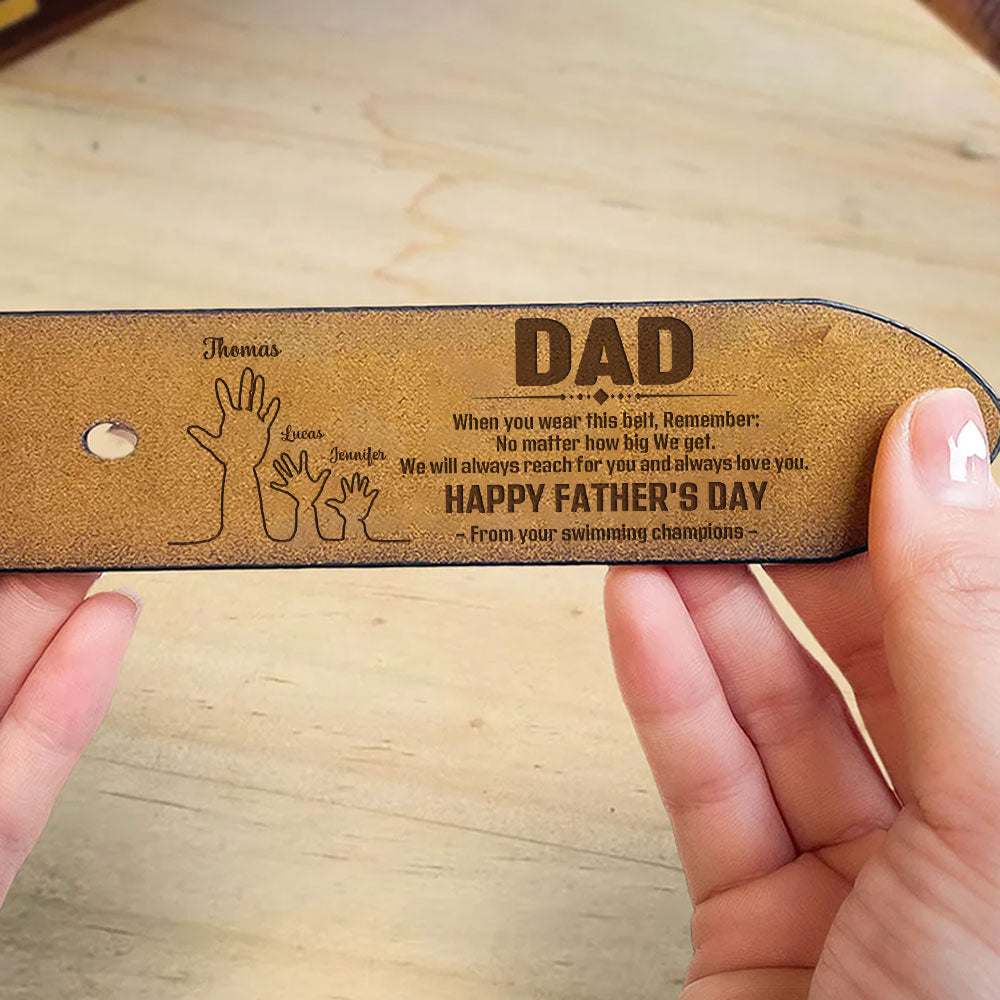 Thomas
Lucas
Jennifer
DAD
When you wear this belt, Remember:
No matter how big We get.
We will always reach for you and always love you.
HAPPY FATHER'S DAY
- From your swimming champions -